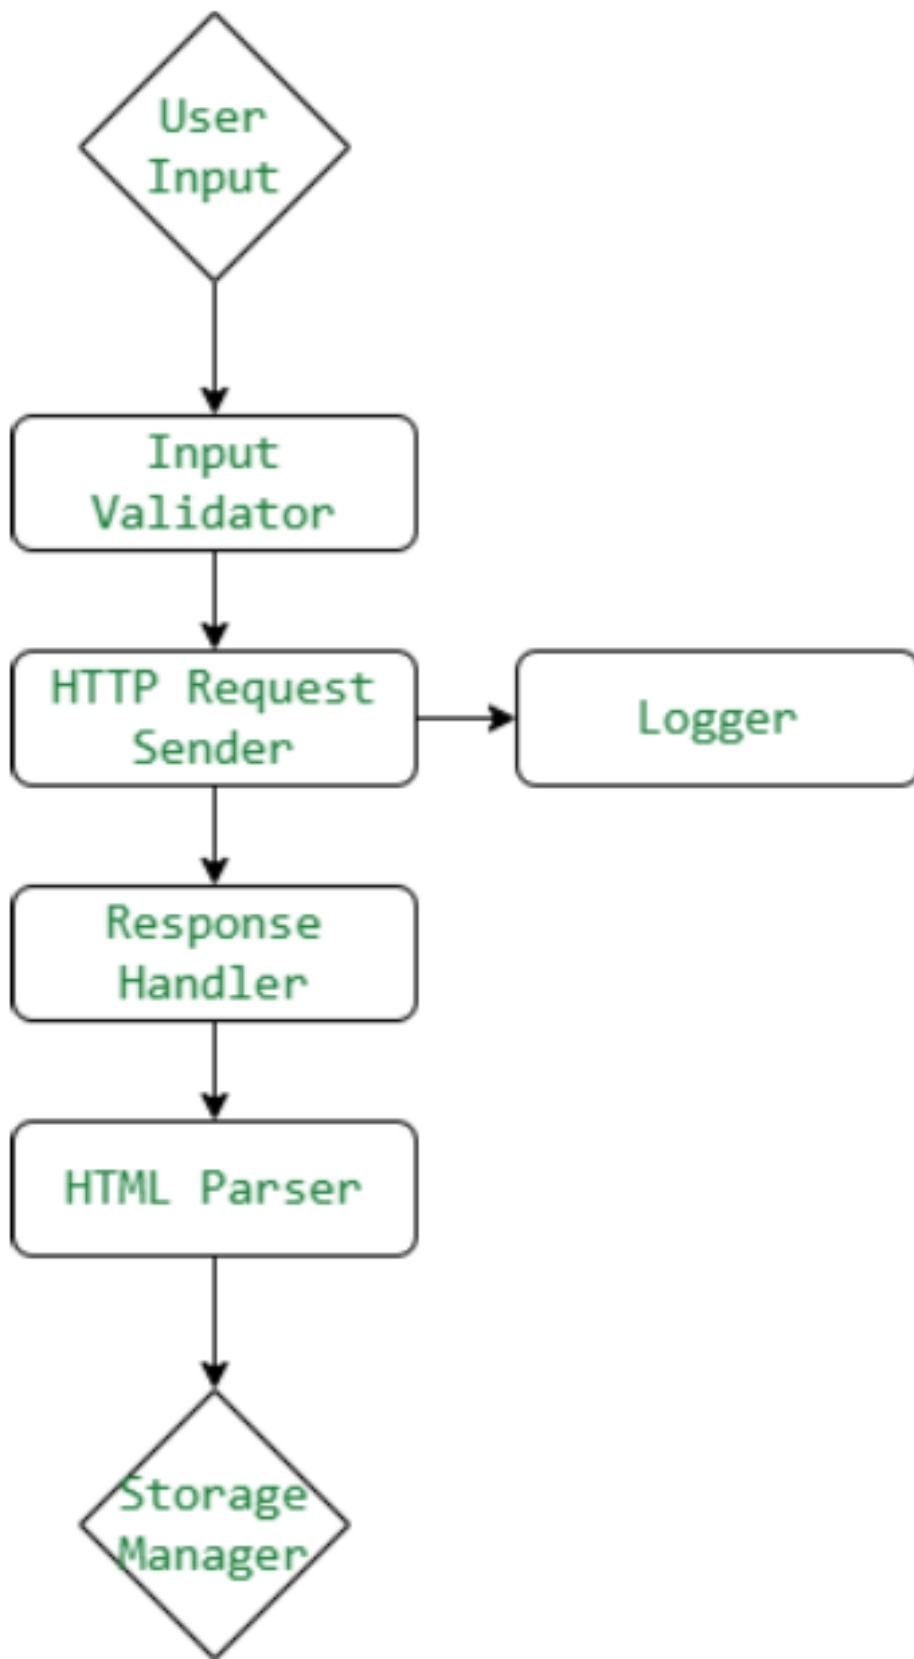 User
Input
Input
Validator
HTTP Request
Sender
Logger
Response
Handler
HTML Parser
Storage
Manager